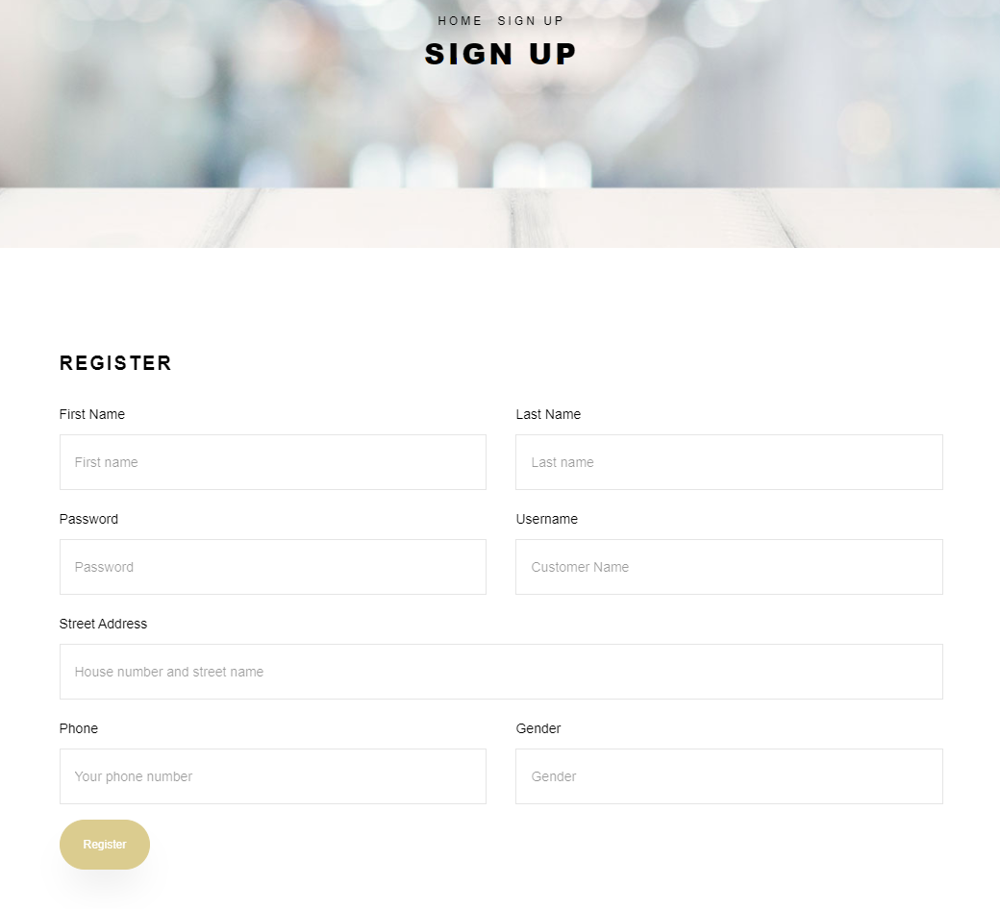 HOME SIGN UP
SIGN UP
REGISTER
First Name Last Name
First name Last name
Password Username
Password Customer Name
Street Address
House number and street name
Phone Gender
Your phone number Gender
Register